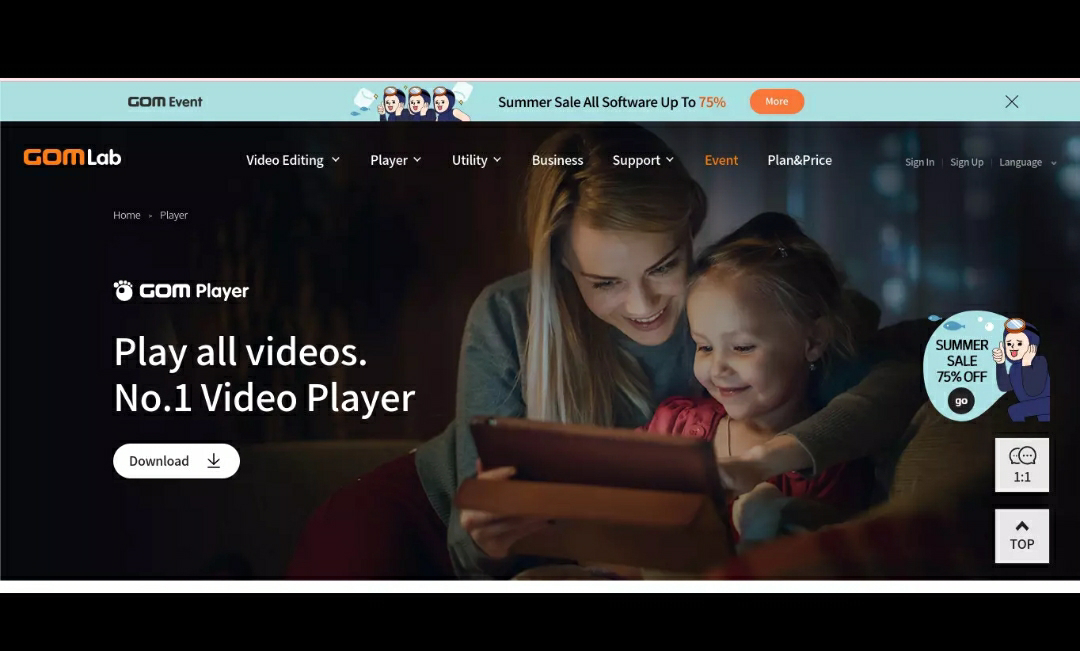 GOM Event
Summer Sale All Software Up To 75%
More
GOM Lab
Video Editing
Player
Utility
Business
Support
Event
Plan&Price
Sign In
Sign Up
Language
Home
Player
GOM Player
Play all videos.
No.1 Video Player
Download
SUMMER
SALE
75% OFF
go
1:1
TOP